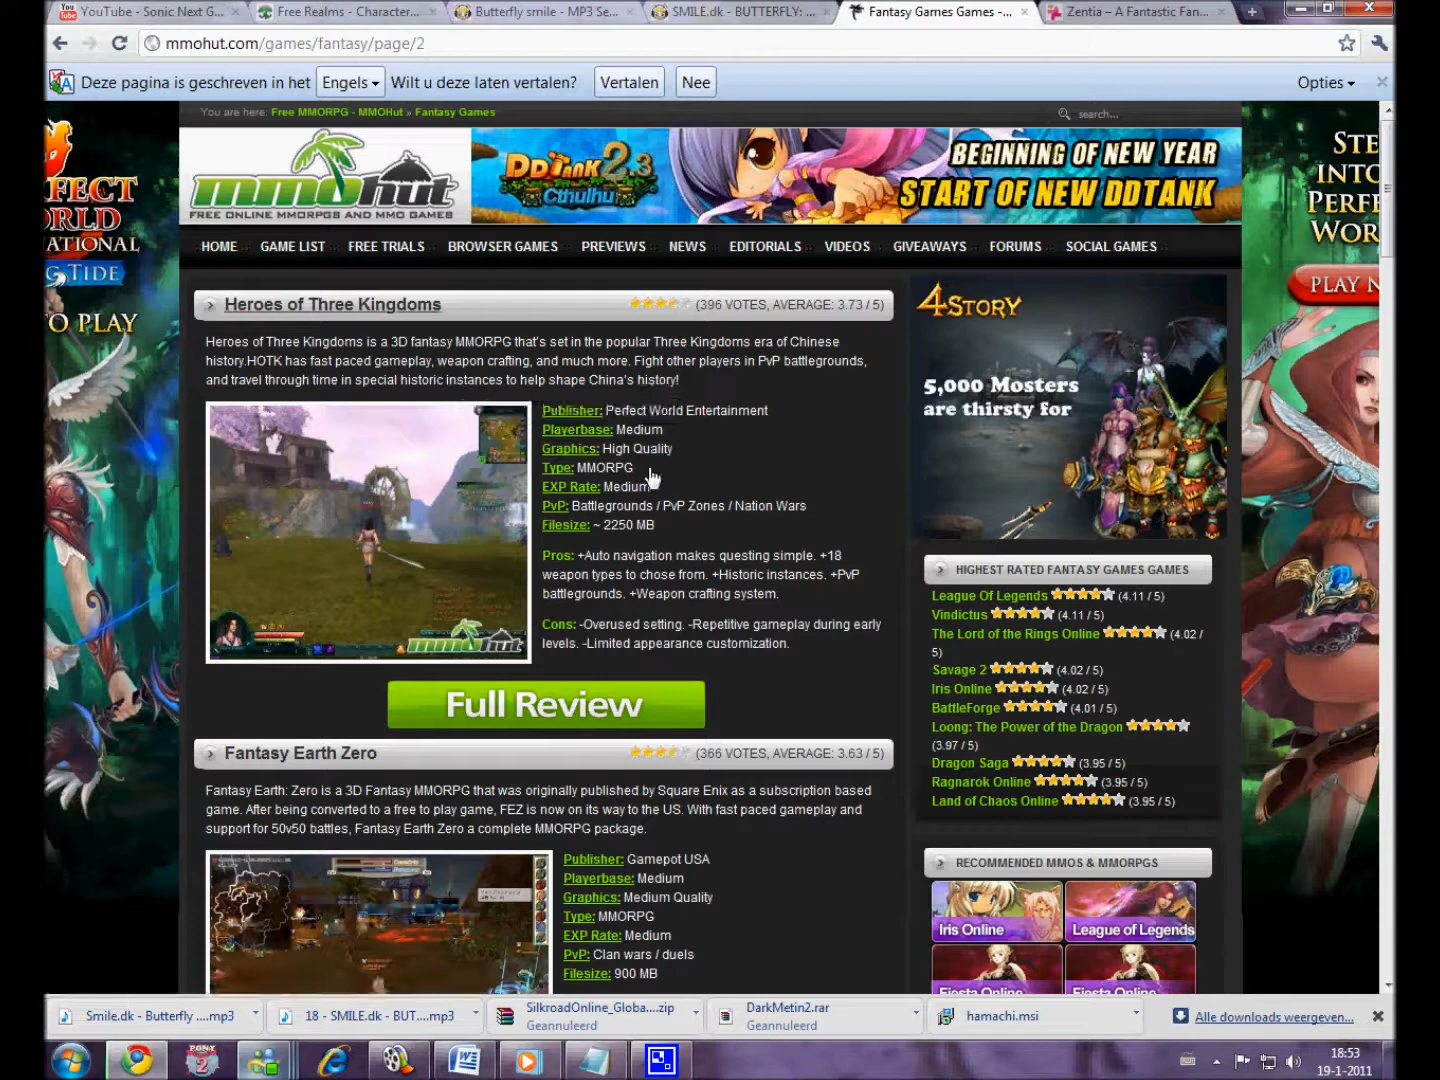 YouTube - Sonic Next G...
Free Realms - Character...
Butterfly smile - MP3 Se...
SMILE.dk - BUTTERFLY: ...
Fantasy Games Games -...
Zentia – A Fantastic Fan...
mmohut.com/games/fantasy/page/2
Deze pagina is geschreven in het Engels Wilt u deze laten vertalen? Vertalen Nee Opties
You are here: Free MMORPG - MMOHut » Fantasy Games
search...
mmohut
FREE ONLINE MMORPGS AND MMO GAMES
DDTANK 2.3
Cthulhu
BEGINNING OF NEW YEAR
START OF NEW DDTANK
HOME GAME LIST FREE TRIALS BROWSER GAMES PREVIEWS NEWS EDITORIALS VIDEOS GIVEAWAYS FORUMS SOCIAL GAMES
Heroes of Three Kingdoms (396 VOTES, AVERAGE: 3.73 / 5)
Heroes of Three Kingdoms is a 3D fantasy MMORPG that's set in the popular Three Kingdoms era of Chinese
history.HOTK has fast paced gameplay, weapon crafting, and much more. Fight other players in PvP battlegrounds,
and travel through time in special historic instances to help shape China's history!
Publisher: Perfect World Entertainment
Playerbase: Medium
Graphics: High Quality
Type: MMORPG
EXP Rate: Medium
PvP: Battlegrounds / PvP Zones / Nation Wars
Filesize: ~ 2250 MB
Pros: +Auto navigation makes questing simple. +18
weapon types to chose from. +Historic instances. +PvP
battlegrounds. +Weapon crafting system.
Cons: -Overused setting. -Repetitive gameplay during early
levels. -Limited appearance customization.
mmohut
Full Review
Fantasy Earth Zero (366 VOTES, AVERAGE: 3.63 / 5)
Fantasy Earth: Zero is a 3D Fantasy MMORPG that was originally published by Square Enix as a subscription based
game. After being converted to a free to play game, FEZ is now on its way to the US. With fast paced gameplay and
support for 50v50 battles, Fantasy Earth Zero a complete MMORPG package.
Publisher: Gamepot USA
Playerbase: Medium
Graphics: Medium Quality
Type: MMORPG
EXP Rate: Medium
PvP: Clan wars / duels
Filesize: 900 MB
4STORY
5,000 Mosters
are thirsty for
HIGHEST RATED FANTASY GAMES GAMES
League Of Legends (4.11 / 5)
Vindictus (4.11 / 5)
The Lord of the Rings Online (4.02 /
5)
Savage 2 (4.02 / 5)
Iris Online (4.02 / 5)
BattleForge (4.01 / 5)
Loong: The Power of the Dragon
(3.97 / 5)
Dragon Saga (3.95 / 5)
Ragnarok Online (3.95 / 5)
Land of Chaos Online (3.95 / 5)
RECOMMENDED MMOS & MMORPGS
Iris Online
League of Legends
Fiesta Online
Fiesta Online
RFECT
ORLD
NATIONAL
G TIDE
O PLAY
STE
INTO
PERF
WOR
PLAY N
Smile.dk - Butterfly ....mp3
18 - SMILE.dk - BUT....mp3
SilkroadOnline_Globa....zip
Geannuleerd
DarkMetin2.rar
Geannuleerd
hamachi.msi
Alle downloads weergeven...
PONY
2
18:53
19-1-2011